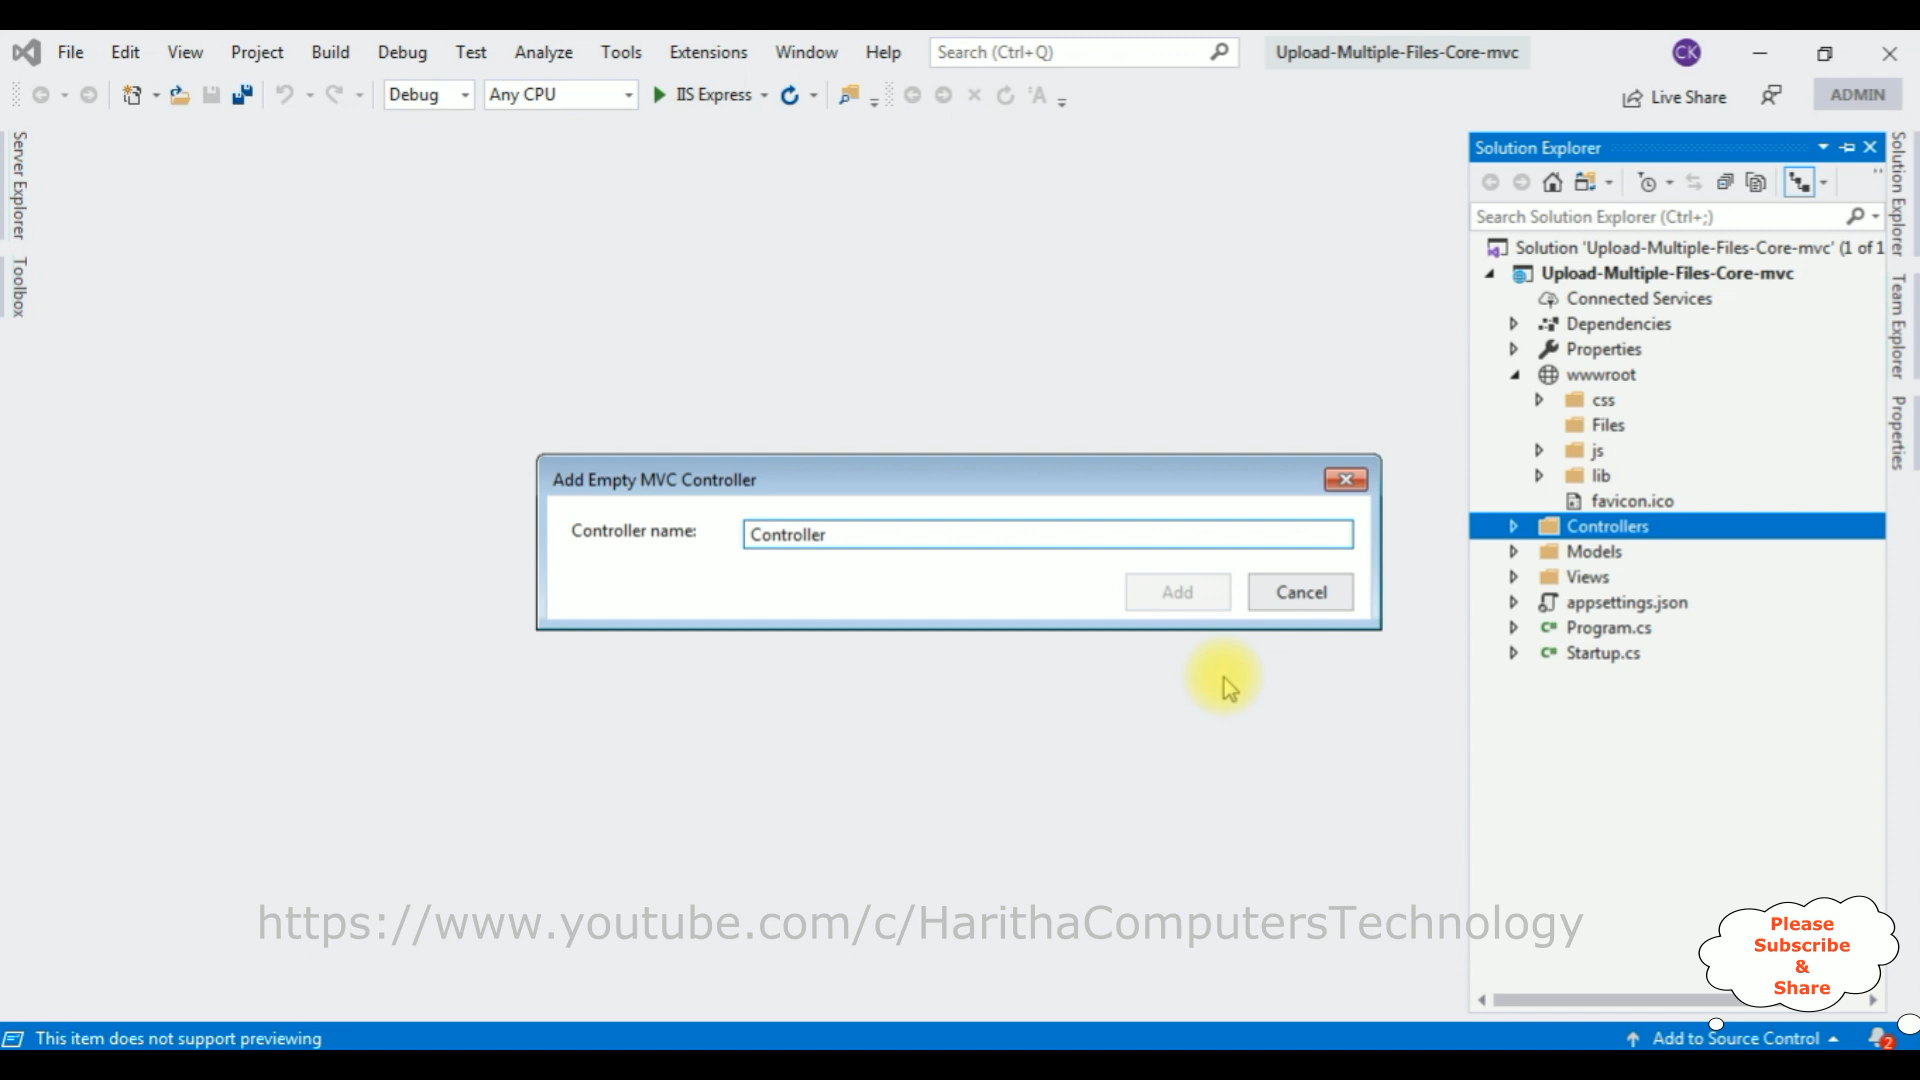 File Edit View Project Build Debug Test Analyze Tools Extensions Window Help Search (Ctrl+Q) Upload-Multiple-Files-Core-mvc CK
Debug Any CPU IIS Express Live Share ADMIN
Server Explorer
Toolbox
Solution Explorer
Search Solution Explorer (Ctrl+;)
Solution 'Upload-Multiple-Files-Core-mvc' (1 of 1
Upload-Multiple-Files-Core-mvc
Connected Services
Dependencies
Properties
wwwroot
css
Files
js
lib
favicon.ico
Controllers
Models
Views
appsettings.json
Program.cs
Startup.cs
Solution Explorer
Team Explorer
Properties
Add Empty MVC Controller
Controller name: Controller
Add Cancel
https://www.youtube.com/c/HarithaComputersTechnology
Please
Subscribe
&
Share
This item does not support previewing Add to Source Control 2